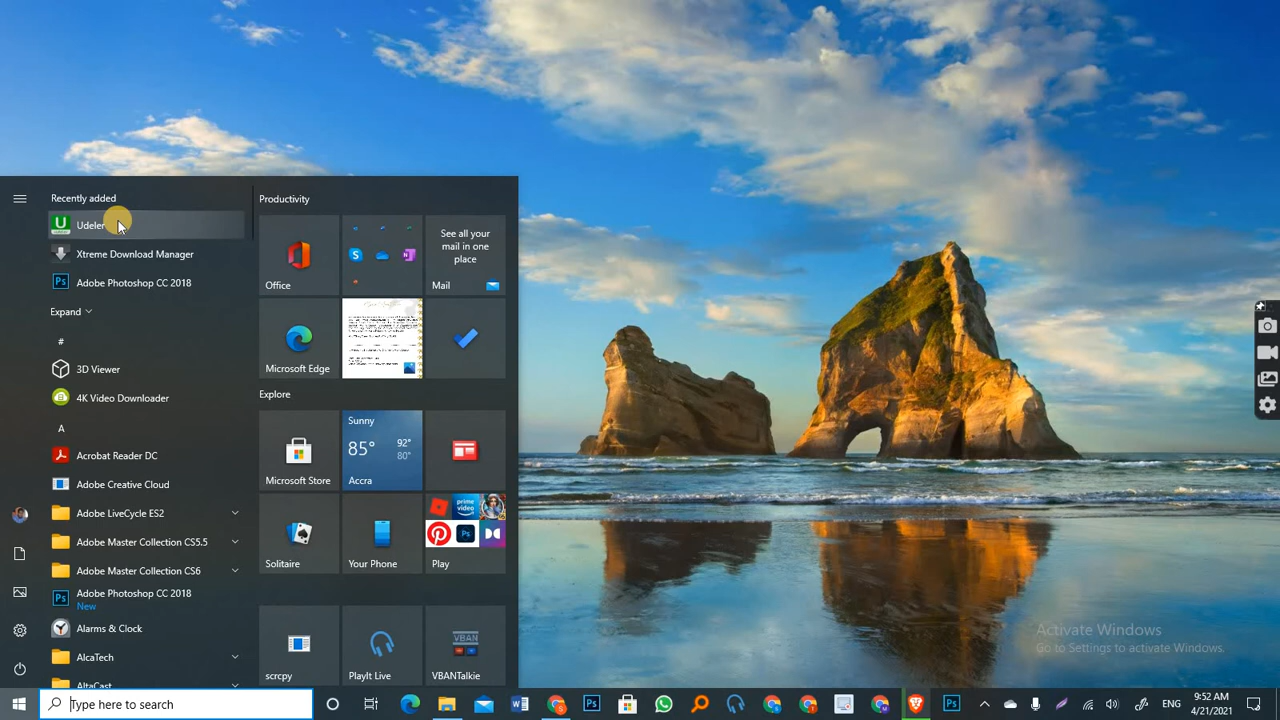 Recently added
Udeler
Xtreme Download Manager
Adobe Photoshop CC 2018
Expand
#
3D Viewer
4K Video Downloader
A
Acrobat Reader DC
Adobe Creative Cloud
Adobe LiveCycle ES2
Adobe Master Collection CS5.5
Adobe Master Collection CS6
Adobe Photoshop CC 2018
New
Alarms & Clock
AlcaTech
AltaCast
Productivity
Office
See all your
mail in one
place
Mail
Microsoft Edge
Explore
Microsoft Store
Sunny
85°
92°
80°
Accra
Solitaire
Your Phone
prime
video
Play
scrcpy
PlayIt Live
VBAN
VBANTalkie
Activate Windows
Go to Settings to activate Windows.
Type here to search
ENG
9:52 AM
4/21/2021